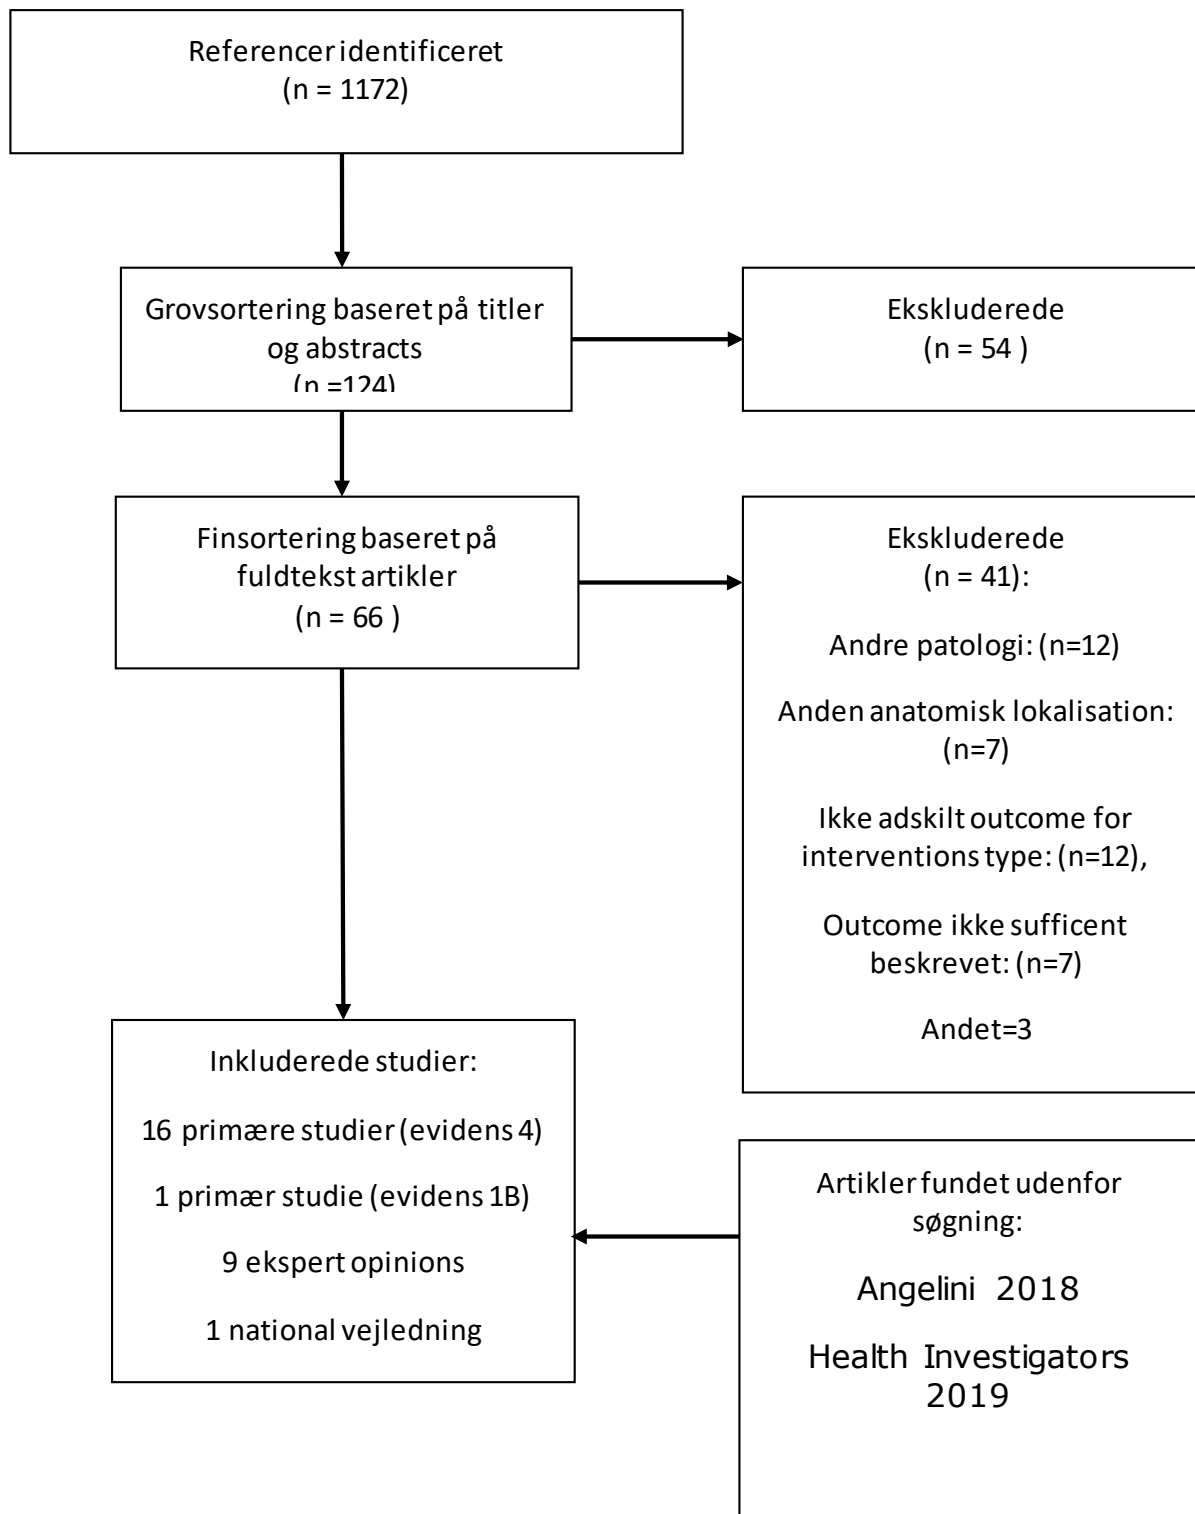 Referencer identificeret
(n = 1172)
Grovsortering baseret på titler
og abstracts
(n =124)
Ekskluderede
(n = 54 )
Finsortering baseret på
fuldtekst artikler
(n = 66 )
Ekskluderede
(n = 41):
Andre patologi: (n=12)
Anden anatomisk lokalisation:
(n=7)
Ikke adskilt outcome for
interventions type: (n=12),
Outcome ikke sufficent
beskrevet: (n=7)
Andet=3
Inkluderede studier:
16 primære studier (evidens 4)
1 primær studie (evidens 1B)
9 ekspert opinions
1 national vejledning
Artikler fundet udenfor
søgning:
Angelini 2018
Health Investigators
2019